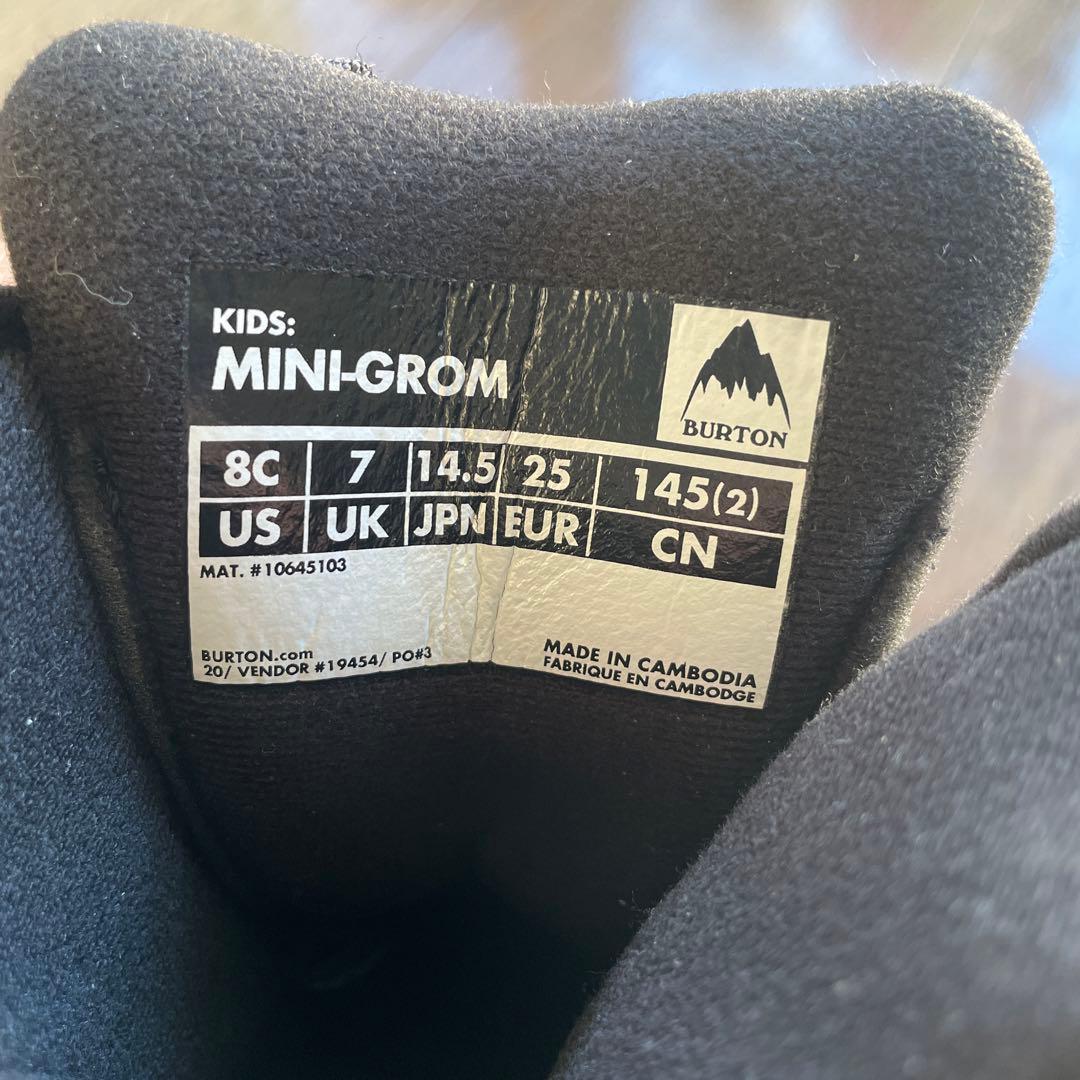 KIDS:
MINI-GROM
BURTON
8C 7 14.5 25 145(2)
US UK JPN EUR CN
MAT. #10645103
BURTON.com
20/ VENDOR #19454/ PO#3
MADE IN CAMBODIA
FABRIQUE EN CAMBODGE